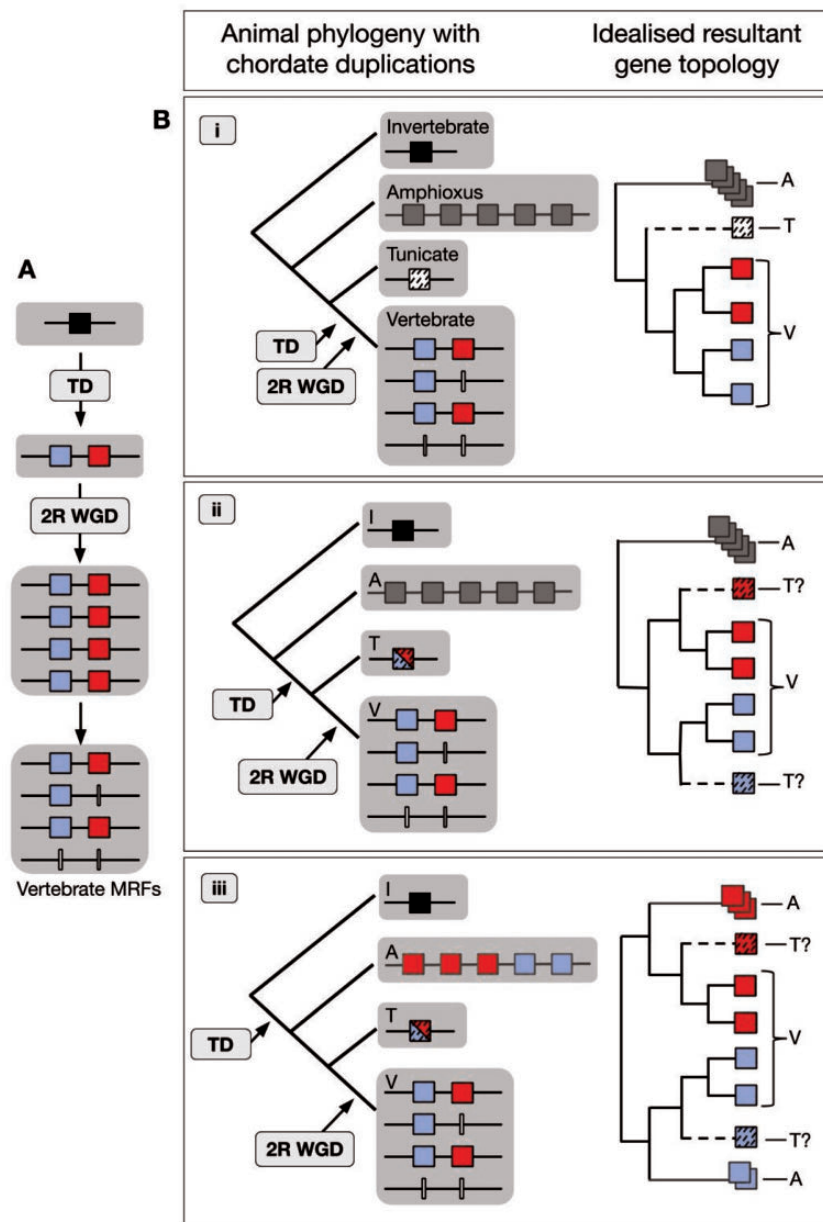 Animal phylogeny with
chordate duplications
Idealised resultant
gene topology
A
TD
2R WGD
Vertebrate MRFs
B
i
Invertebrate
Amphioxus
Tunicate
Vertebrate
TD
2R WGD
A
T
V
ii
I
A
T
V
TD
2R WGD
A
T?
V
T?
iii
I
A
T
V
TD
2R WGD
A
T?
V
T?
A